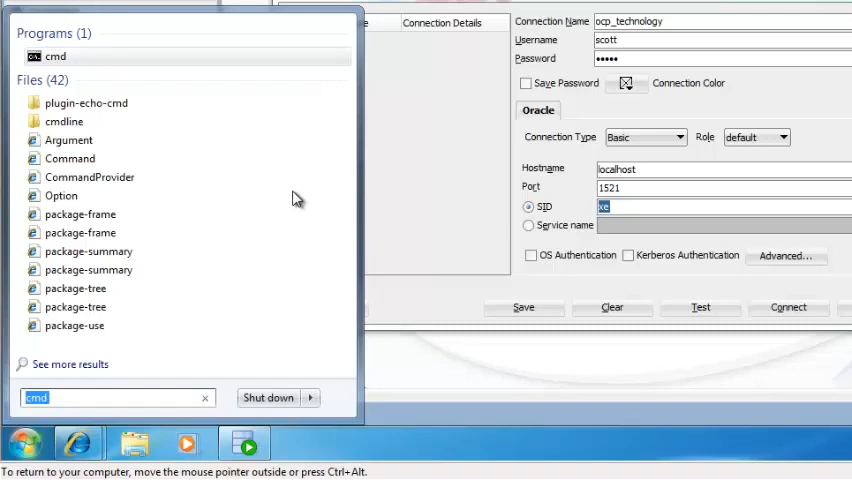 Programs (1)
cmd
Files (42)
plugin-echo-cmd
cmdline
Argument
Command
CommandProvider
Option
package-frame
package-frame
package-summary
package-summary
package-tree
package-tree
package-use
See more results
cmd
Shut down
Connection Details
Connection Name ocp_technology
Username scott
Password •••••
Save Password Connection Color
Oracle
Connection Type Basic Role default
Hostname localhost
Port 1521
SID xe
Service name
OS Authentication Kerberos Authentication Advanced...
Save Clear Test Connect
To return to your computer, move the mouse pointer outside or press Ctrl+Alt.